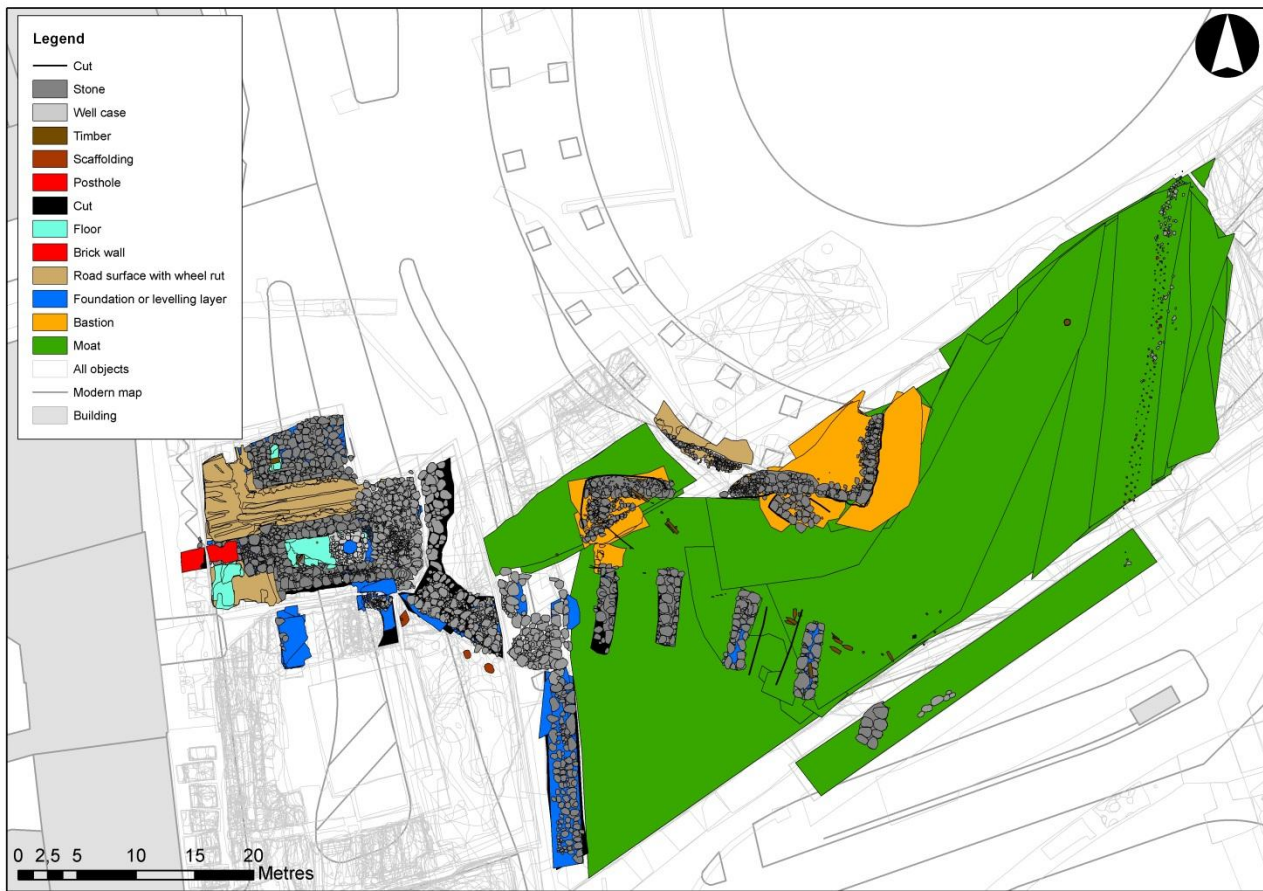 Legend
Cut
Stone
Well case
Timber
Scaffolding
Posthole
Cut
Floor
Brick wall
Road surface with wheel rut
Foundation or levelling layer
Bastion
Moat
All objects
Modern map
Building
0 2,5 5 10 15 20
Metres